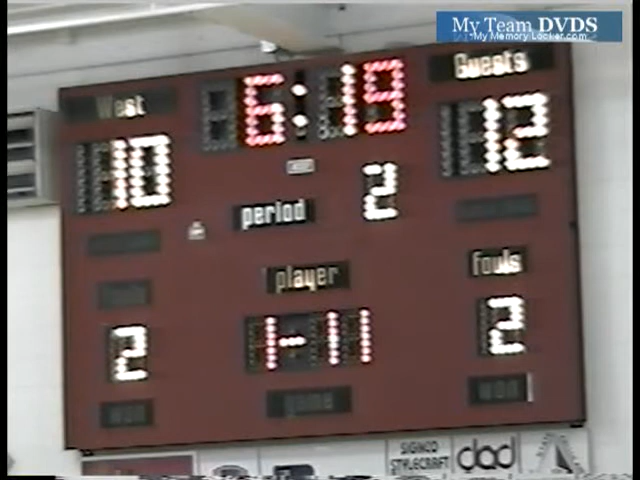 My Team DVDS
My Memory Locker.com
West 6:19 Guests
10 12
period 2
player fouls
2 1-11 2
game
SIGNCO
STYLECRAFT dad